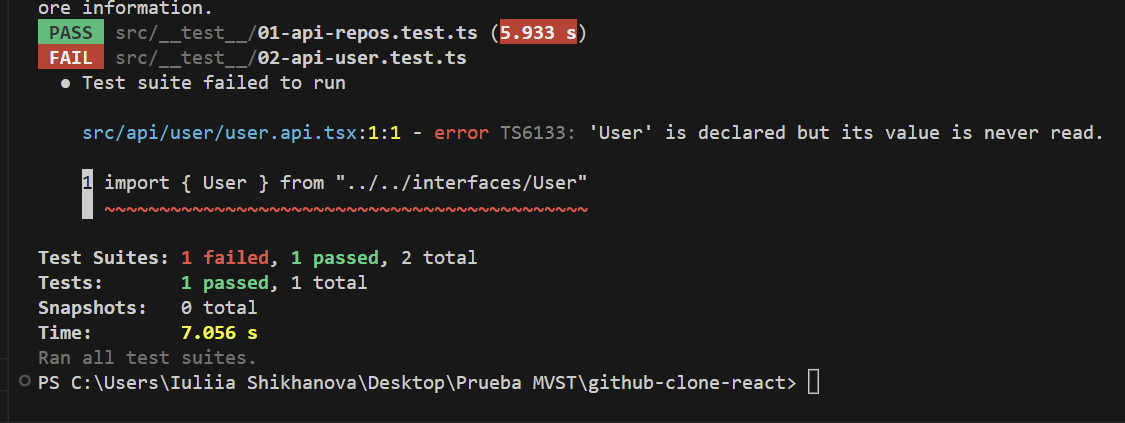 ore information.
PASS src/__test__/01-api-repos.test.ts (5.933 s)
FAIL src/__test__/02-api-user.test.ts
● Test suite failed to run
src/api/user/user.api.tsx:1:1 - error TS6133: 'User' is declared but its value is never read.
1 import { User } from "../../interfaces/User"
~~~~~~~~~~~~~~~~~~~~~~~~~~~~~~~~~~~~~~~~~~~~
Test Suites: 1 failed, 1 passed, 2 total
Tests: 1 passed, 1 total
Snapshots: 0 total
Time: 7.056 s
Ran all test suites.
PS C:\Users\Iuliia Shikhanova\Desktop\Prueba MVST\github-clone-react>